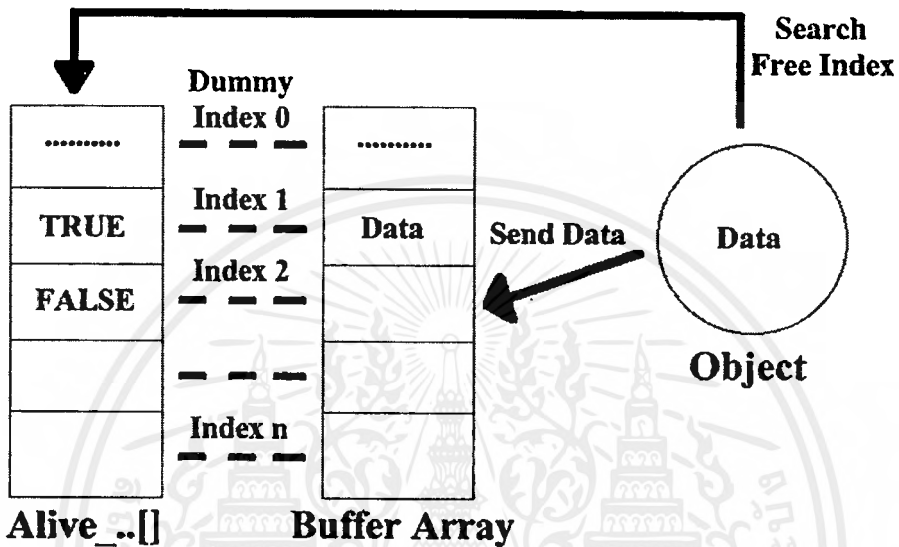 Search
Free Index
Dummy
Index 0
..........
..........
Index 1
TRUE
Data
Send Data
Data
Index 2
FALSE
Object
Index n
Alive_..[]
Buffer Array